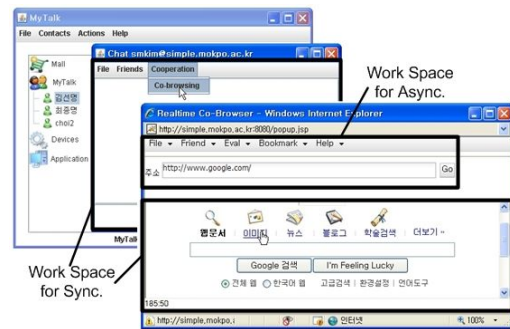 MyTalk
File Contacts Actions Help
Mall
MyTalk
김선명
최종명
choi2
Devices
Application
MyTalk
Chat smkim@simple.mokpo.ac.kr
File Friends Cooperation
Co-browsing
Work Space
for Async.
Realtime Co-Browser - Windows Internet Explorer
http://simple.mokpo.ac.kr:8080/popup.jsp
File Friend Eval Bookmark Help
주소 http://www.google.com/ Go
웹문서 이미지 뉴스 블로그 학술검색 더보기
Google 검색 I'm Feeling Lucky
전체 웹 한국어 웹 고급검색 | 환경설정 | 언어도구
185:50
http://simple.mokpo.a 인터넷 100%
Work Space
for Sync.